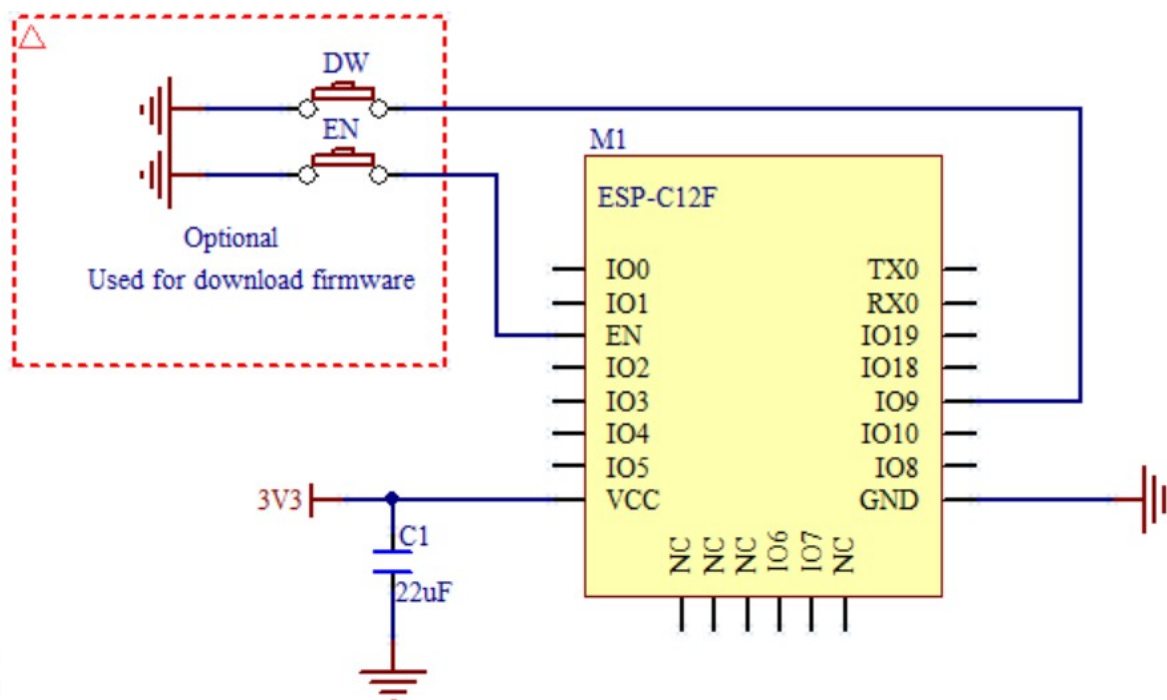 DW
EN
Optional
Used for download firmware
M1
ESP-C12F
IO0
IO1
EN
IO2
IO3
IO4
IO5
VCC
TX0
RX0
IO19
IO18
IO9
IO10
IO8
GND
NC
NC
NC
IO6
IO7
NC
3V3
C1
22uF